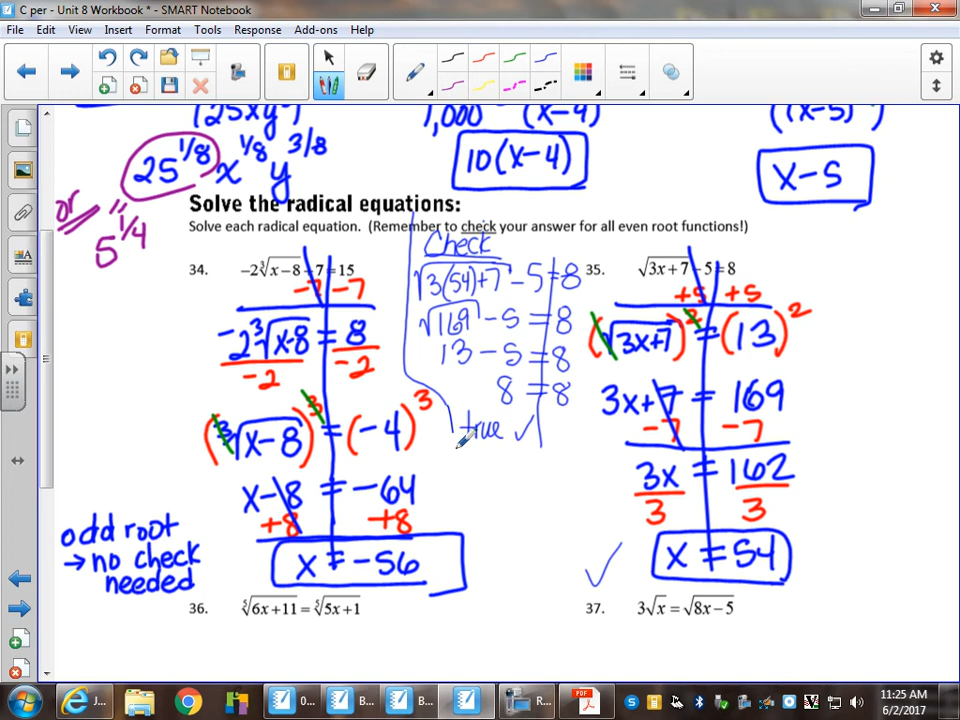 C per - Unit 8 Workbook * - SMART Notebook
File Edit View Insert Format Tools Response Add-ons Help
25^1/8 x^1/8 y^3/8
or
5^1/4
10(x-4)
x-5
Solve the radical equations:
Solve each radical equation. (Remember to check your answer for all even root functions!)
34. -2∛x-8+7=15
-7 -7
-2∛x-8 = 8
-2 -2
(∛x-8)^3 = (-4)^3
x-8 = -64
+8 +8
x = -56
odd root
→ no check
needed
Check
√3(54)+7 -5=8
√169 -5 = 8
13-5=8
8=8
true ✓
35. √3x+7-5=8
+5 +5
(√3x+7)^2 = (13)^2
3x+7 = 169
-7 -7
3x = 162
3 3
✓ x = 54
36. ⁵√6x+11=⁵√5x+1
37. 3√x=√8x-5
J...
0...
B...
B...
R...
PDF
11:25 AM
6/2/2017